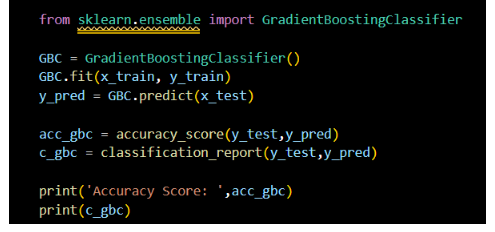 from sklearn.ensemble import GradientBoostingClassifier
GBC = GradientBoostingClassifier()
GBC.fit(x_train, y_train)
y_pred = GBC.predict(x_test)
acc_gbc = accuracy_score(y_test,y_pred)
c_gbc = classification_report(y_test,y_pred)
print('Accuracy Score: ',acc_gbc)
print(c_gbc)